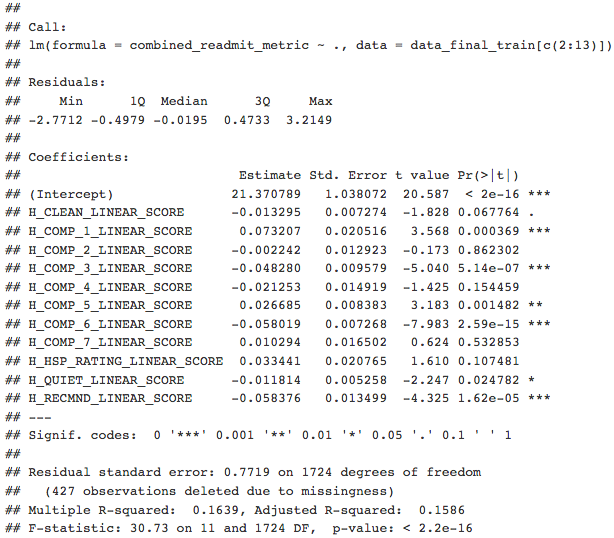 ##
## Call:
## lm(formula = combined_readmit_metric ~ ., data = data_final_train[c(2:13)])
##
## Residuals:
##     Min      1Q  Median      3Q     Max
## -2.7712 -0.4979 -0.0195  0.4733  3.2149
##
## Coefficients:
##                            Estimate Std. Error t value Pr(>|t|)
## (Intercept)               21.370789   1.038072  20.587  < 2e-16 ***
## H_CLEAN_LINEAR_SCORE      -0.013295   0.007274  -1.828 0.067764 .
## H_COMP_1_LINEAR_SCORE      0.073207   0.020516   3.568 0.000369 ***
## H_COMP_2_LINEAR_SCORE     -0.002242   0.012923  -0.173 0.862302
## H_COMP_3_LINEAR_SCORE     -0.048280   0.009579  -5.040 5.14e-07 ***
## H_COMP_4_LINEAR_SCORE     -0.021253   0.014919  -1.425 0.154459
## H_COMP_5_LINEAR_SCORE      0.026685   0.008383   3.183 0.001482 **
## H_COMP_6_LINEAR_SCORE     -0.058019   0.007268  -7.983 2.59e-15 ***
## H_COMP_7_LINEAR_SCORE      0.010294   0.016502   0.624 0.532853
## H_HSP_RATING_LINEAR_SCORE  0.033441   0.020765   1.610 0.107481
## H_QUIET_LINEAR_SCORE      -0.011814   0.005258  -2.247 0.024782 *
## H_RECMND_LINEAR_SCORE     -0.058376   0.013499  -4.325 1.62e-05 ***
## ---
## Signif. codes:  0 '***' 0.001 '**' 0.01 '*' 0.05 '.' 0.1 ' ' 1
##
## Residual standard error: 0.7719 on 1724 degrees of freedom
##   (427 observations deleted due to missingness)
## Multiple R-squared:  0.1639, Adjusted R-squared:  0.1586
## F-statistic: 30.73 on 11 and 1724 DF,  p-value: < 2.2e-16